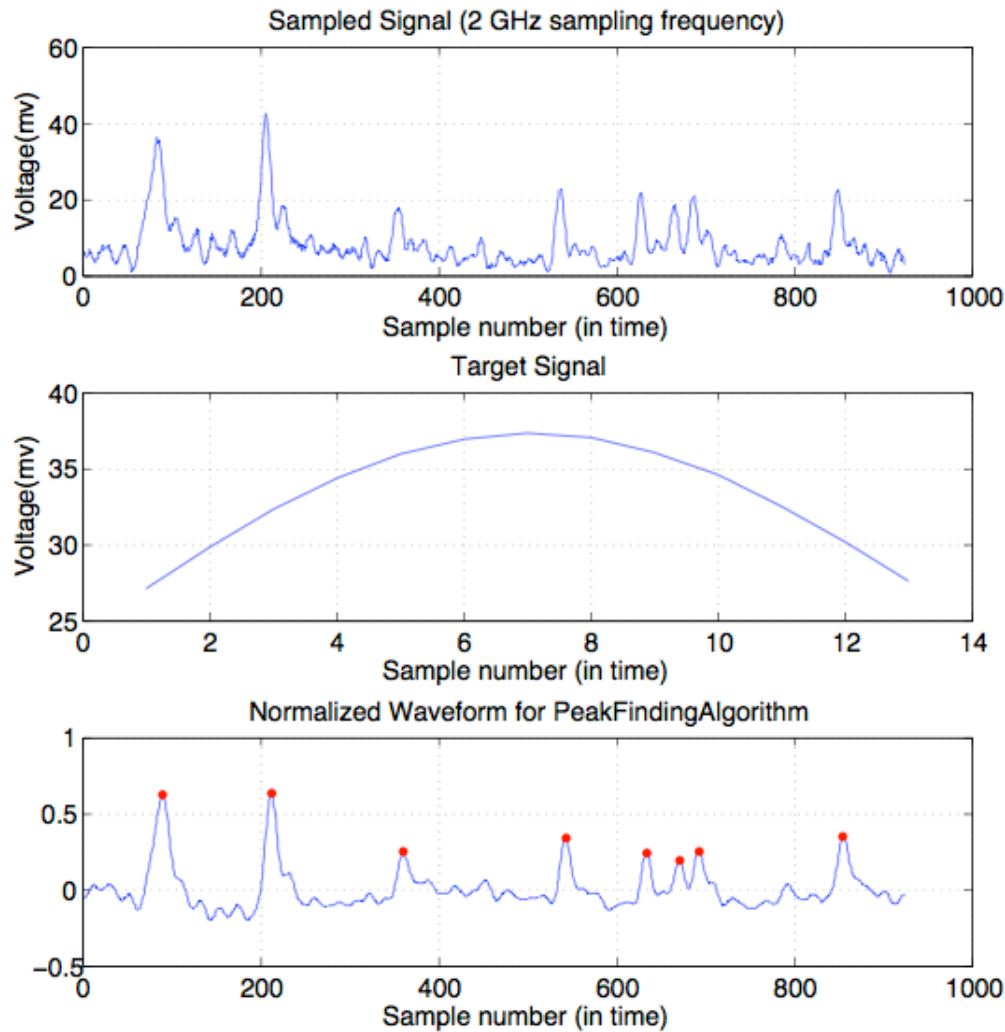 Sampled Signal (2 GHz sampling frequency)
60
40
20
0
Voltage(mv)
0 200 400 600 800 1000
Sample number (in time)
Target Signal
40
35
30
25
Voltage(mv)
0 2 4 6 8 10 12 14
Sample number (in time)
Normalized Waveform for PeakFindingAlgorithm
1
0.5
0
−0.5
0 200 400 600 800 1000
Sample number (in time)